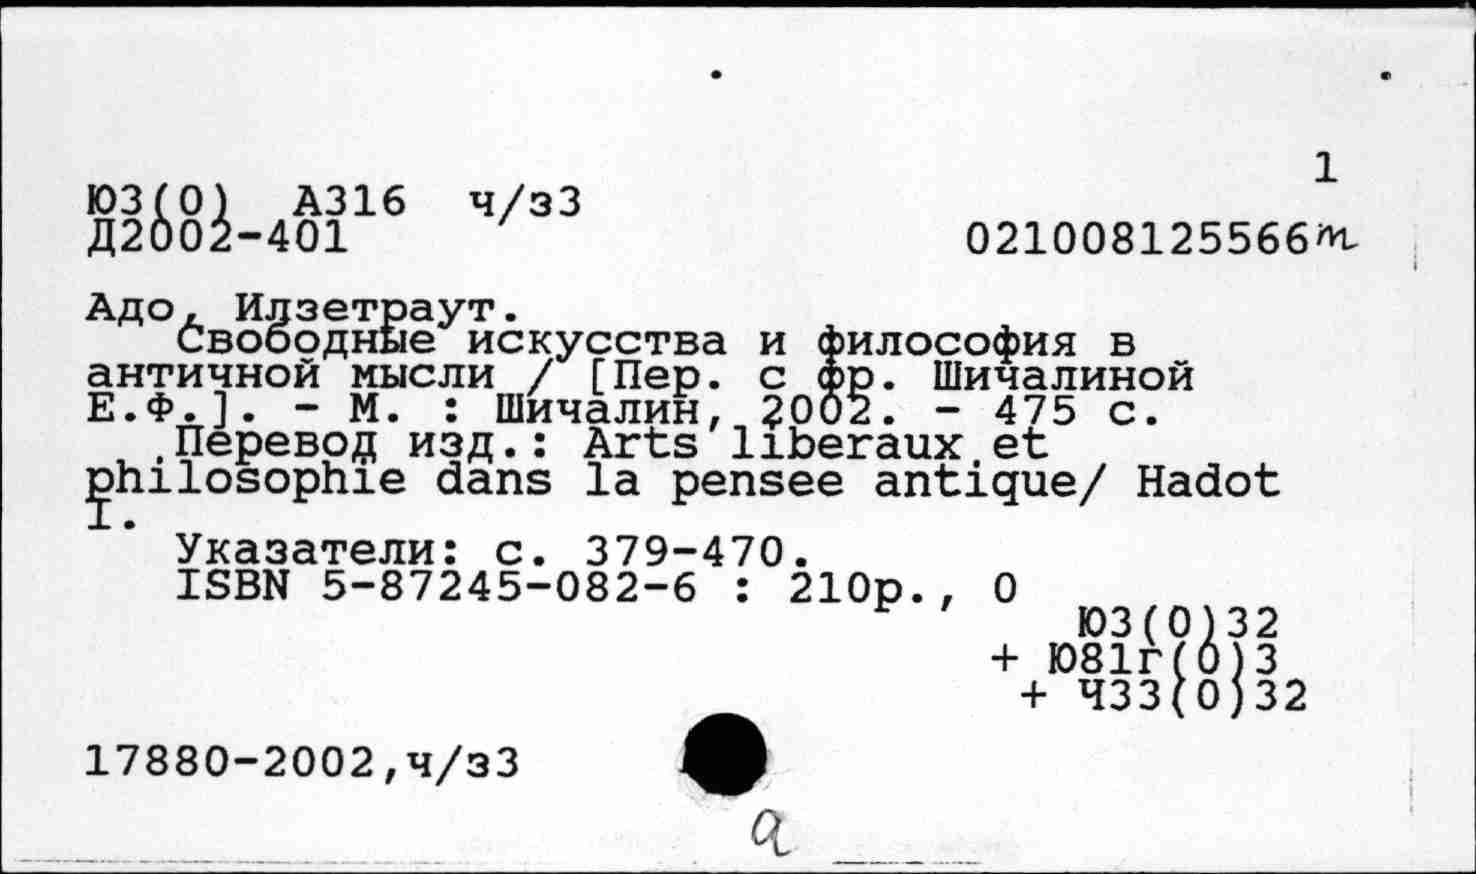 1
Ю3(0) А316 ч/з3
Д2002-401 021008125566
Адо, Илзетраут.
Свободные искусства и философия в
античной мысли / [Пер. с фр. Шичалиной
Е.Ф.]. - М. : Шичалин, 2002. - 475 с.
Перевод изд.: Arts liberaux et
philosophie dans la pensee antique/ Hadot
I.
Указатели: с. 379-470.
ISBN 5-87245-082-6 : 210р., 0
Ю3(0)32
+ Ю81г(0)3
+ Ч33(0)32
17880-2002,ч/з3
а